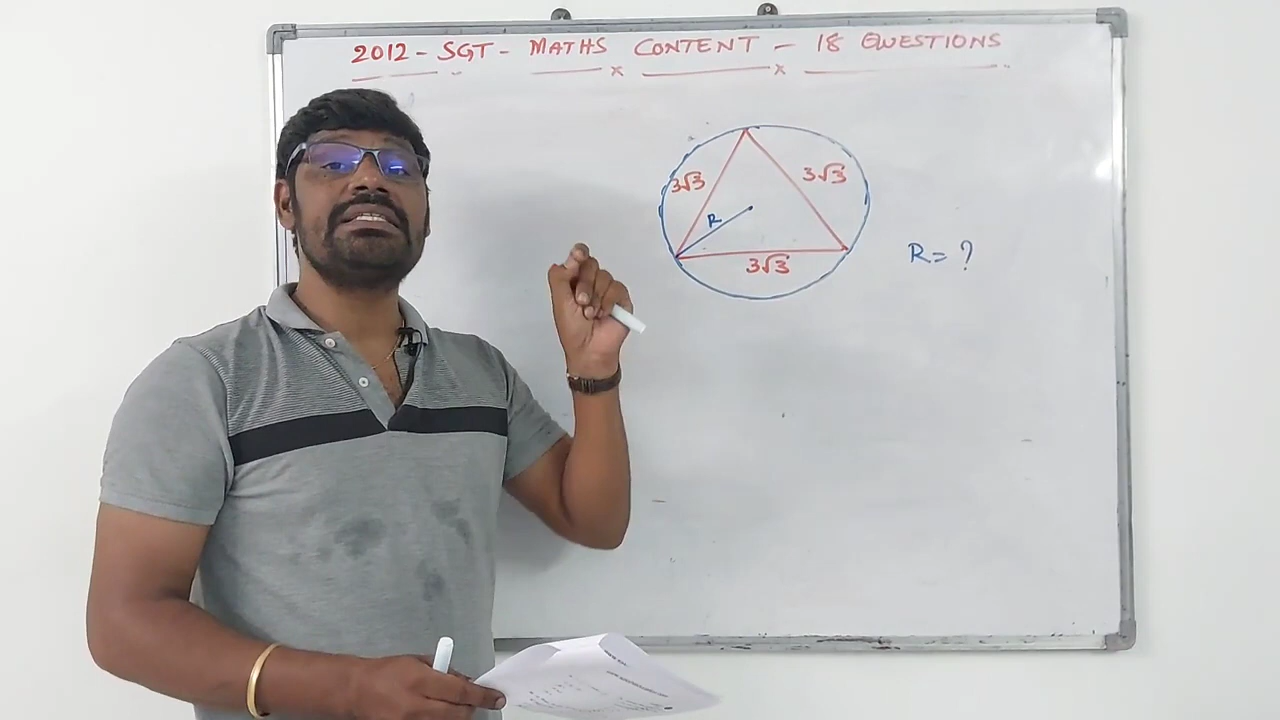 2012 - SGT - MATHS CONTENT - 18 QUESTIONS
3√3
3√3
R
3√3
R = ?